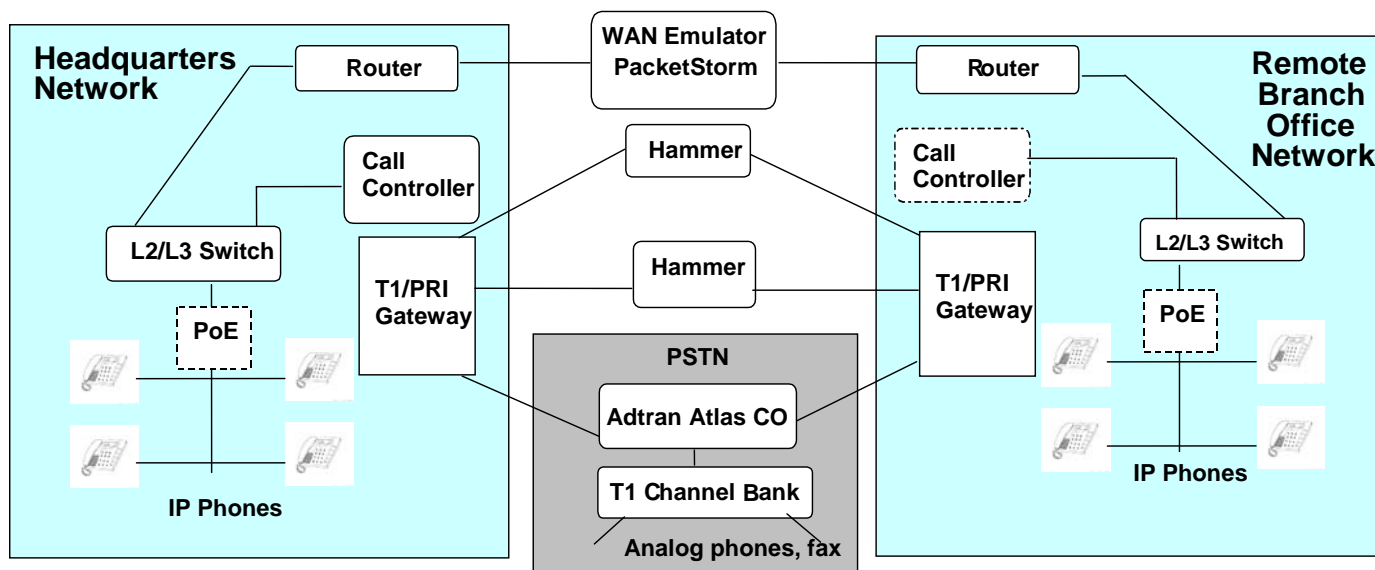 Headquarters
Network
Router
Call
Controller
L2/L3 Switch
T1/PRI
Gateway
PoE
IP Phones
WAN Emulator
PacketStorm
Hammer
Hammer
PSTN
Adtran Atlas CO
T1 Channel Bank
Analog phones, fax
Router
Remote
Branch
Office
Network
Call
Controller
L2/L3 Switch
T1/PRI
Gateway
PoE
IP Phones